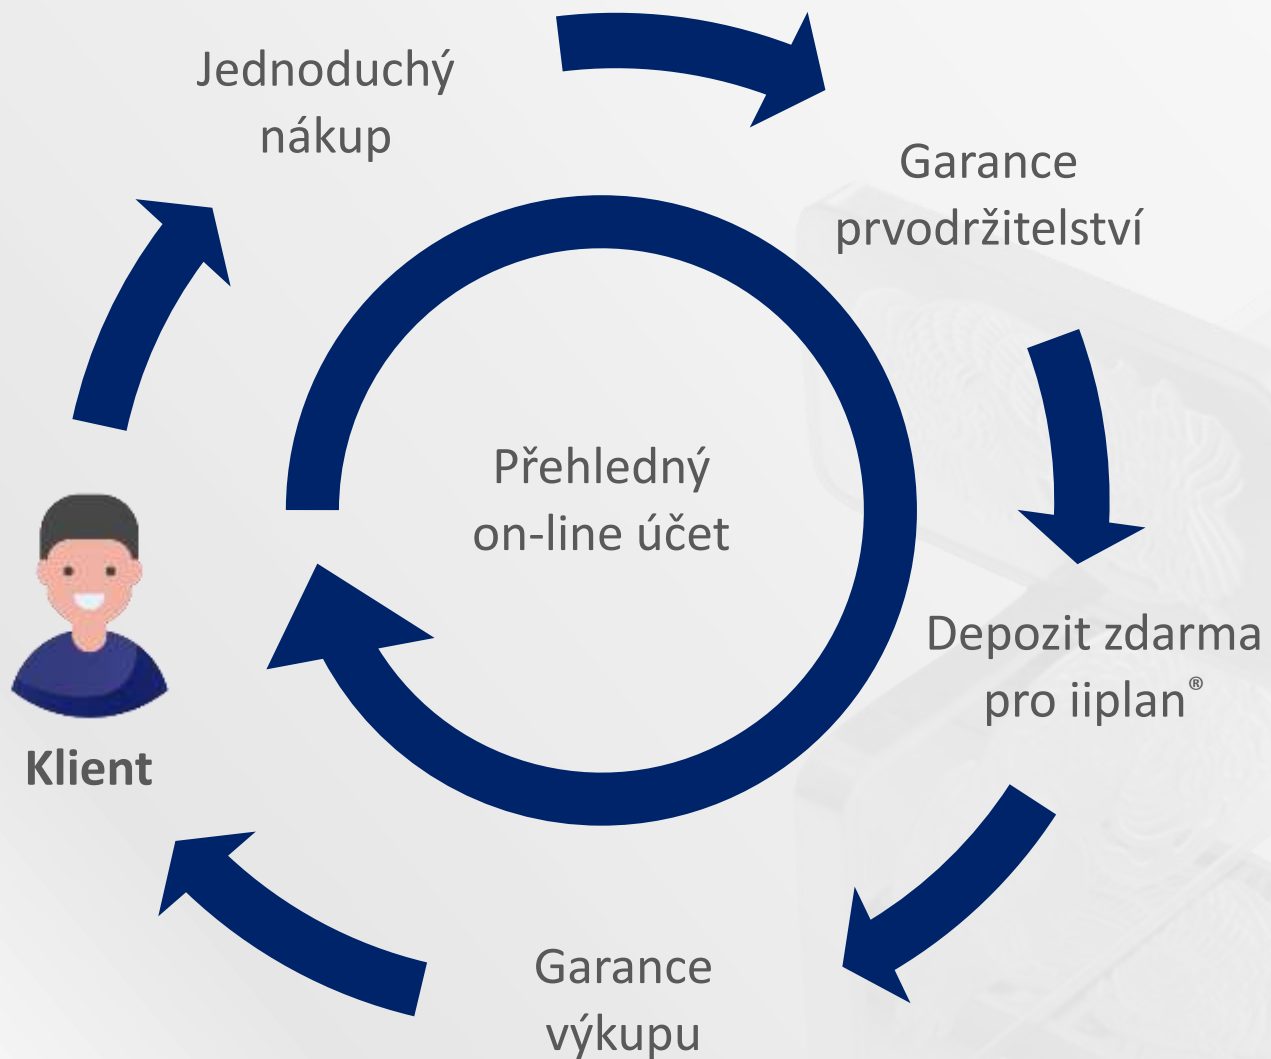 Jednoduchý
nákup
Garance
prvodržitelství
Přehledný
on-line účet
Depozit zdarma
pro iiplan®
Klient
Garance
výkupu